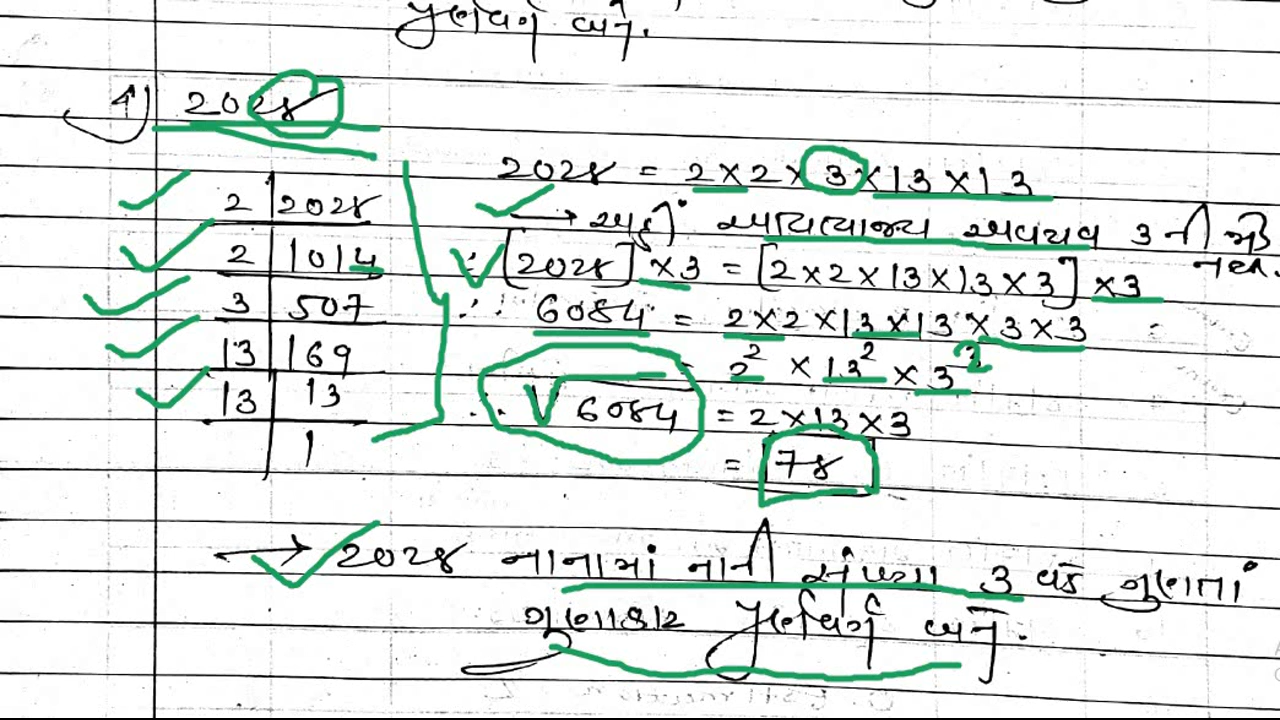 પૂર્ણવર્ગ બને.
4) 2028
2 | 2028
2 | 1014
3 | 507
13 | 169
13 | 13
1
2028 = 2×2×3×13×13
→ અહીં અવિભાજ્ય અવયવ 3 ની
∴ [2028] ×3 = [2×2×13×13×3] ×3
∴ 6084 = 2×2×13×13×3×3
= 2² × 13² × 3²
∴ √6084 = 2×13×3
= 78
→ 2028 નાનામાં નાની સંખ્યા 3 વડે ગુણતાં
ગુણાકાર પૂર્ણવર્ગ બને.